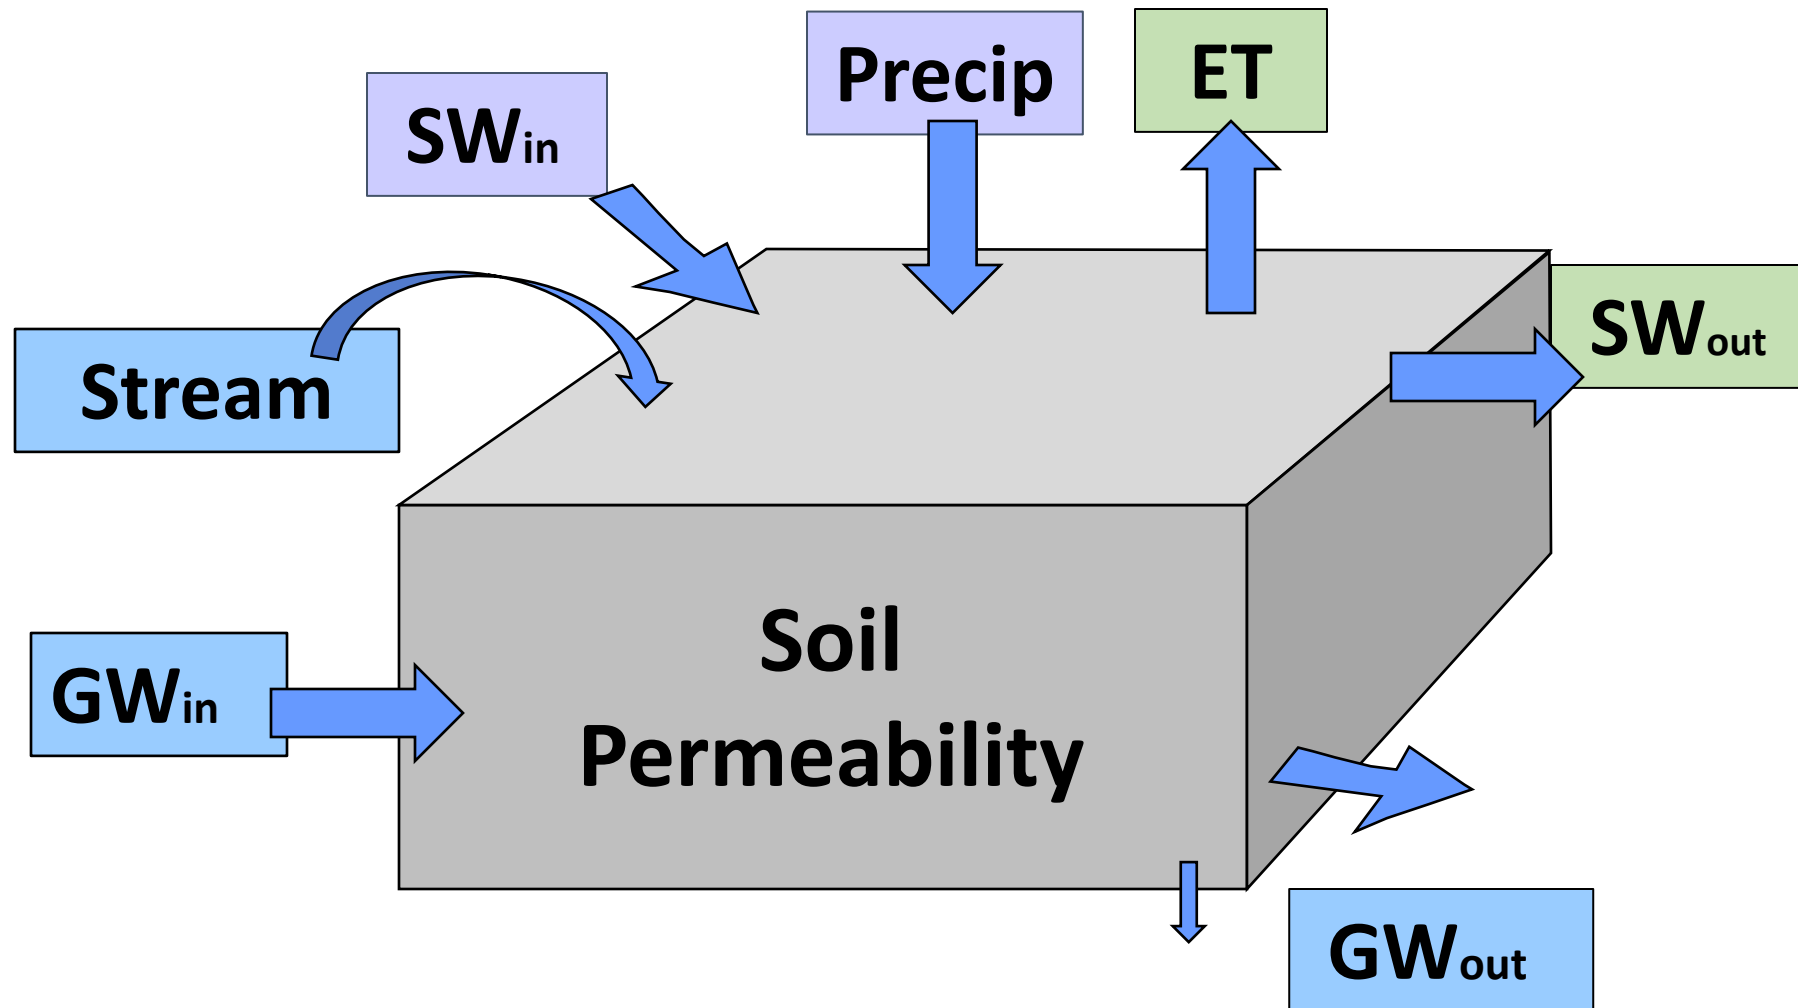 Precip
ET
SWin
SWout
Stream
Soil
Permeability
GWin
GWout